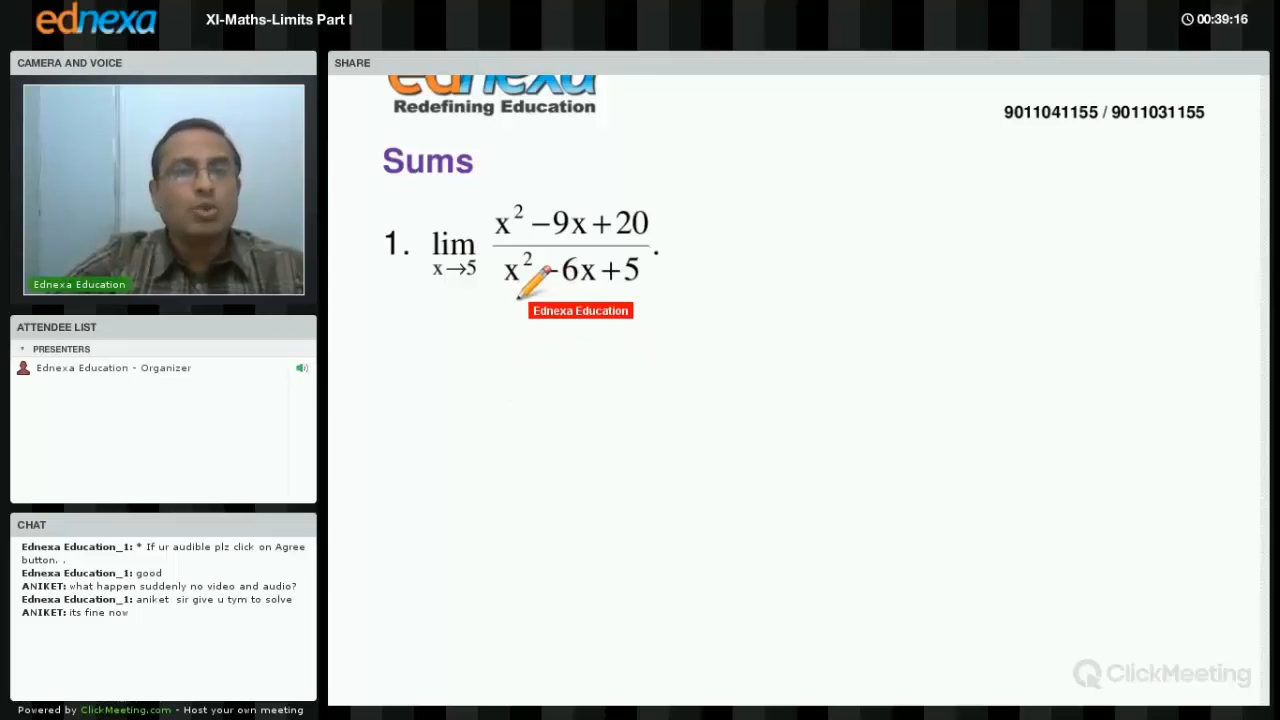 ednexa
XI-Maths-Limits Part I
00:39:16
CAMERA AND VOICE
Ednexa Education
ATTENDEE LIST
PRESENTERS
Ednexa Education - Organizer
CHAT
Ednexa Education_1: * If ur audible plz click on Agree
button. .
Ednexa Education_1: good
ANIKET: what happen suddenly no video and audio?
Ednexa Education_1: aniket sir give u tym to solve
ANIKET: its fine now
Powered by ClickMeeting.com - Host your own meeting
SHARE
ednexa
Redefining Education
9011041155 / 9011031155
Sums
1. lim x→5 (x² − 9x + 20) / (x² − 6x + 5) .
Ednexa Education
ClickMeeting